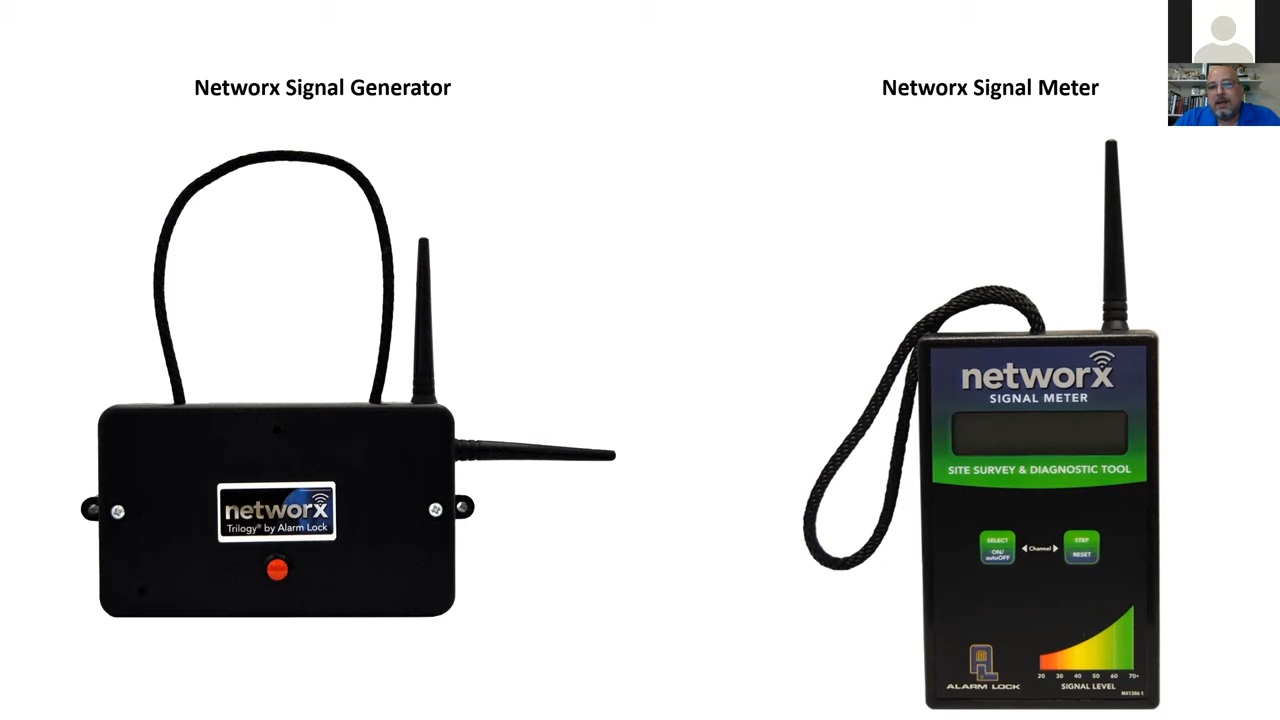 Networx Signal Generator
Networx Signal Meter
networx
SIGNAL METER
SITE SURVEY & DIAGNOSTIC TOOL
networx
Trilogy® by Alarm Lock
SELECT
ON/
autoOFF
Channel
STEP
RESET
AL
ALARM LOCK
20 30 40 50 60 70+
SIGNAL LEVEL